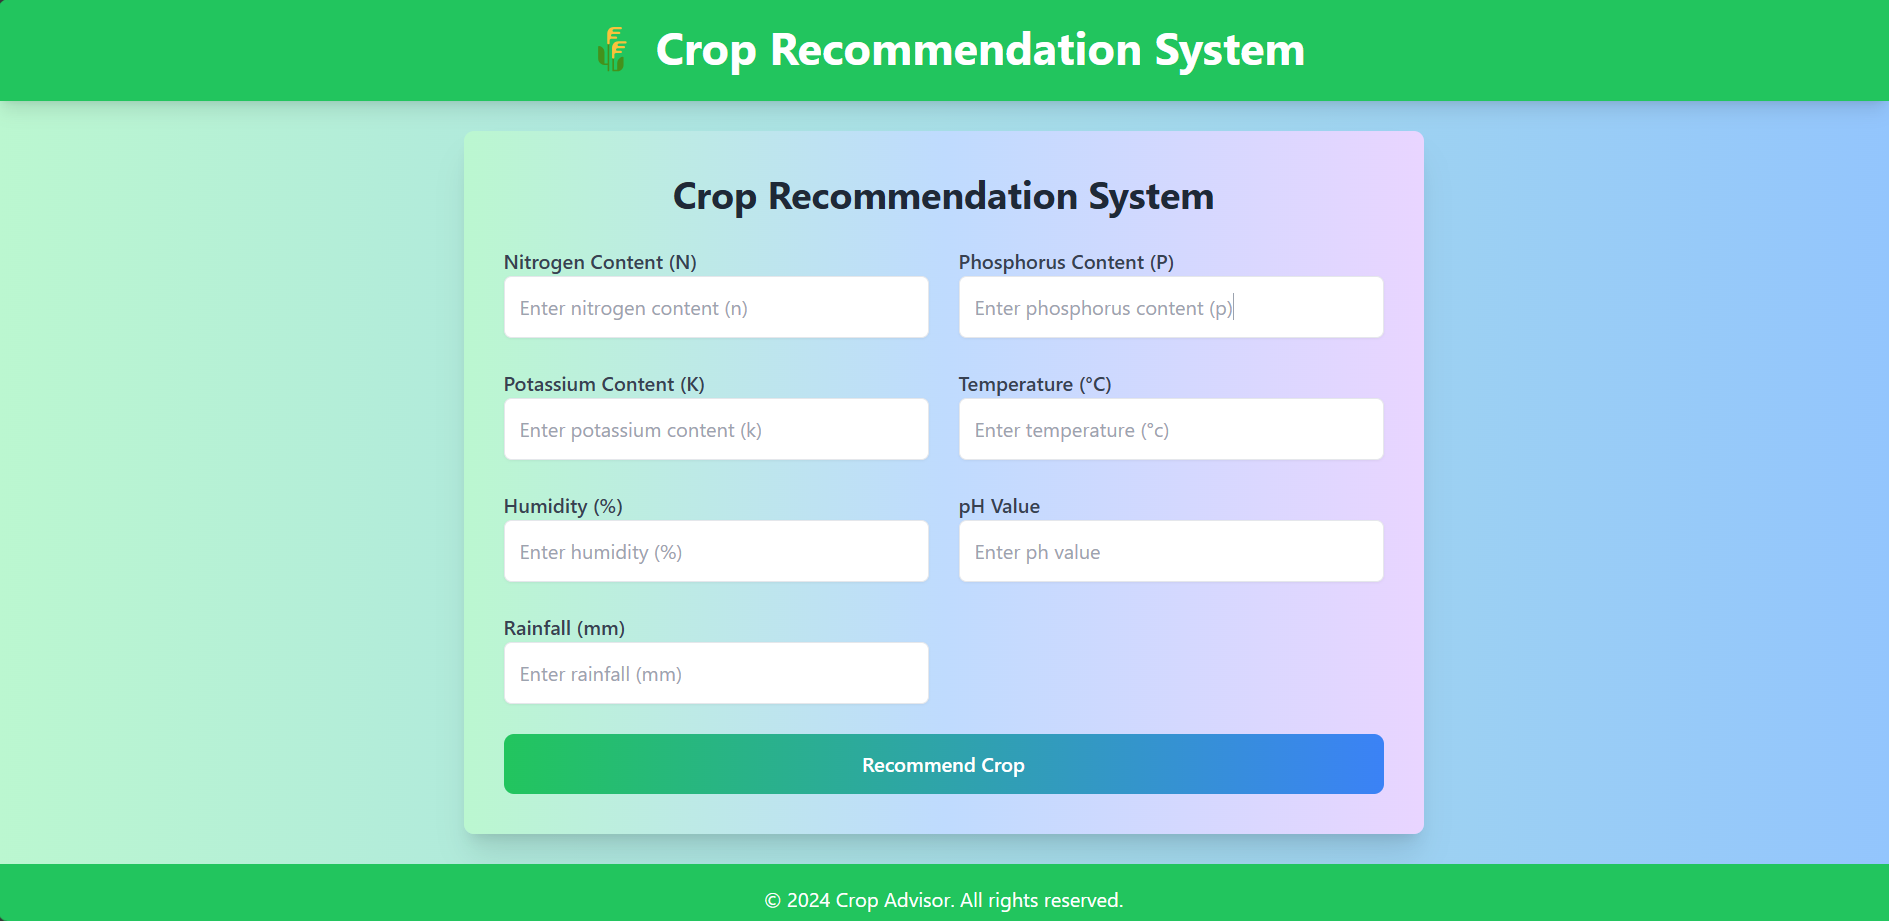 🌾 Crop Recommendation System
Crop Recommendation System
Nitrogen Content (N)
Enter nitrogen content (n)
Phosphorus Content (P)
Enter phosphorus content (p)
Potassium Content (K)
Enter potassium content (k)
Temperature (°C)
Enter temperature (°c)
Humidity (%)
Enter humidity (%)
pH Value
Enter ph value
Rainfall (mm)
Enter rainfall (mm)
Recommend Crop
© 2024 Crop Advisor. All rights reserved.